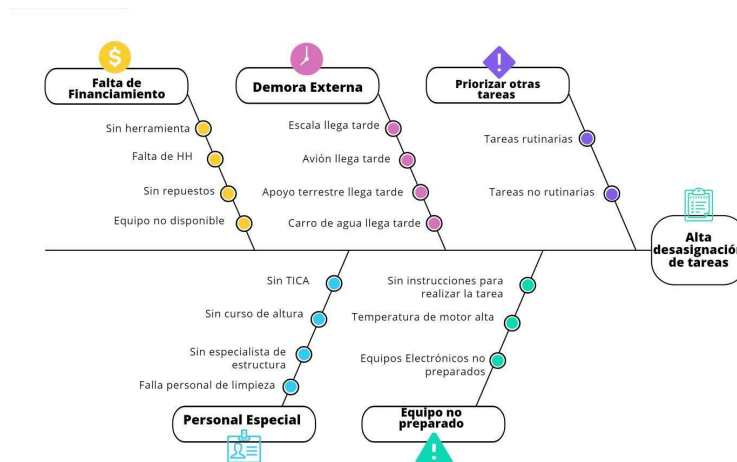 $
Falta de
Financiamiento
Demora Externa
Priorizar otras
tareas
Sin herramienta
Falta de HH
Sin repuestos
Equipo no disponible
Escala llega tarde
Avión llega tarde
Apoyo terrestre llega tarde
Carro de agua llega tarde
Tareas rutinarias
Tareas no rutinarias
Alta
desasignación
de tareas
Sin TICA
Sin curso de altura
Sin especialista de
estructura
Falla personal de limpieza
Sin instrucciones para
realizar la tarea
Temperatura de motor alta
Equipos Electrónicos no
preparados
Personal Especial
Equipo no
preparado